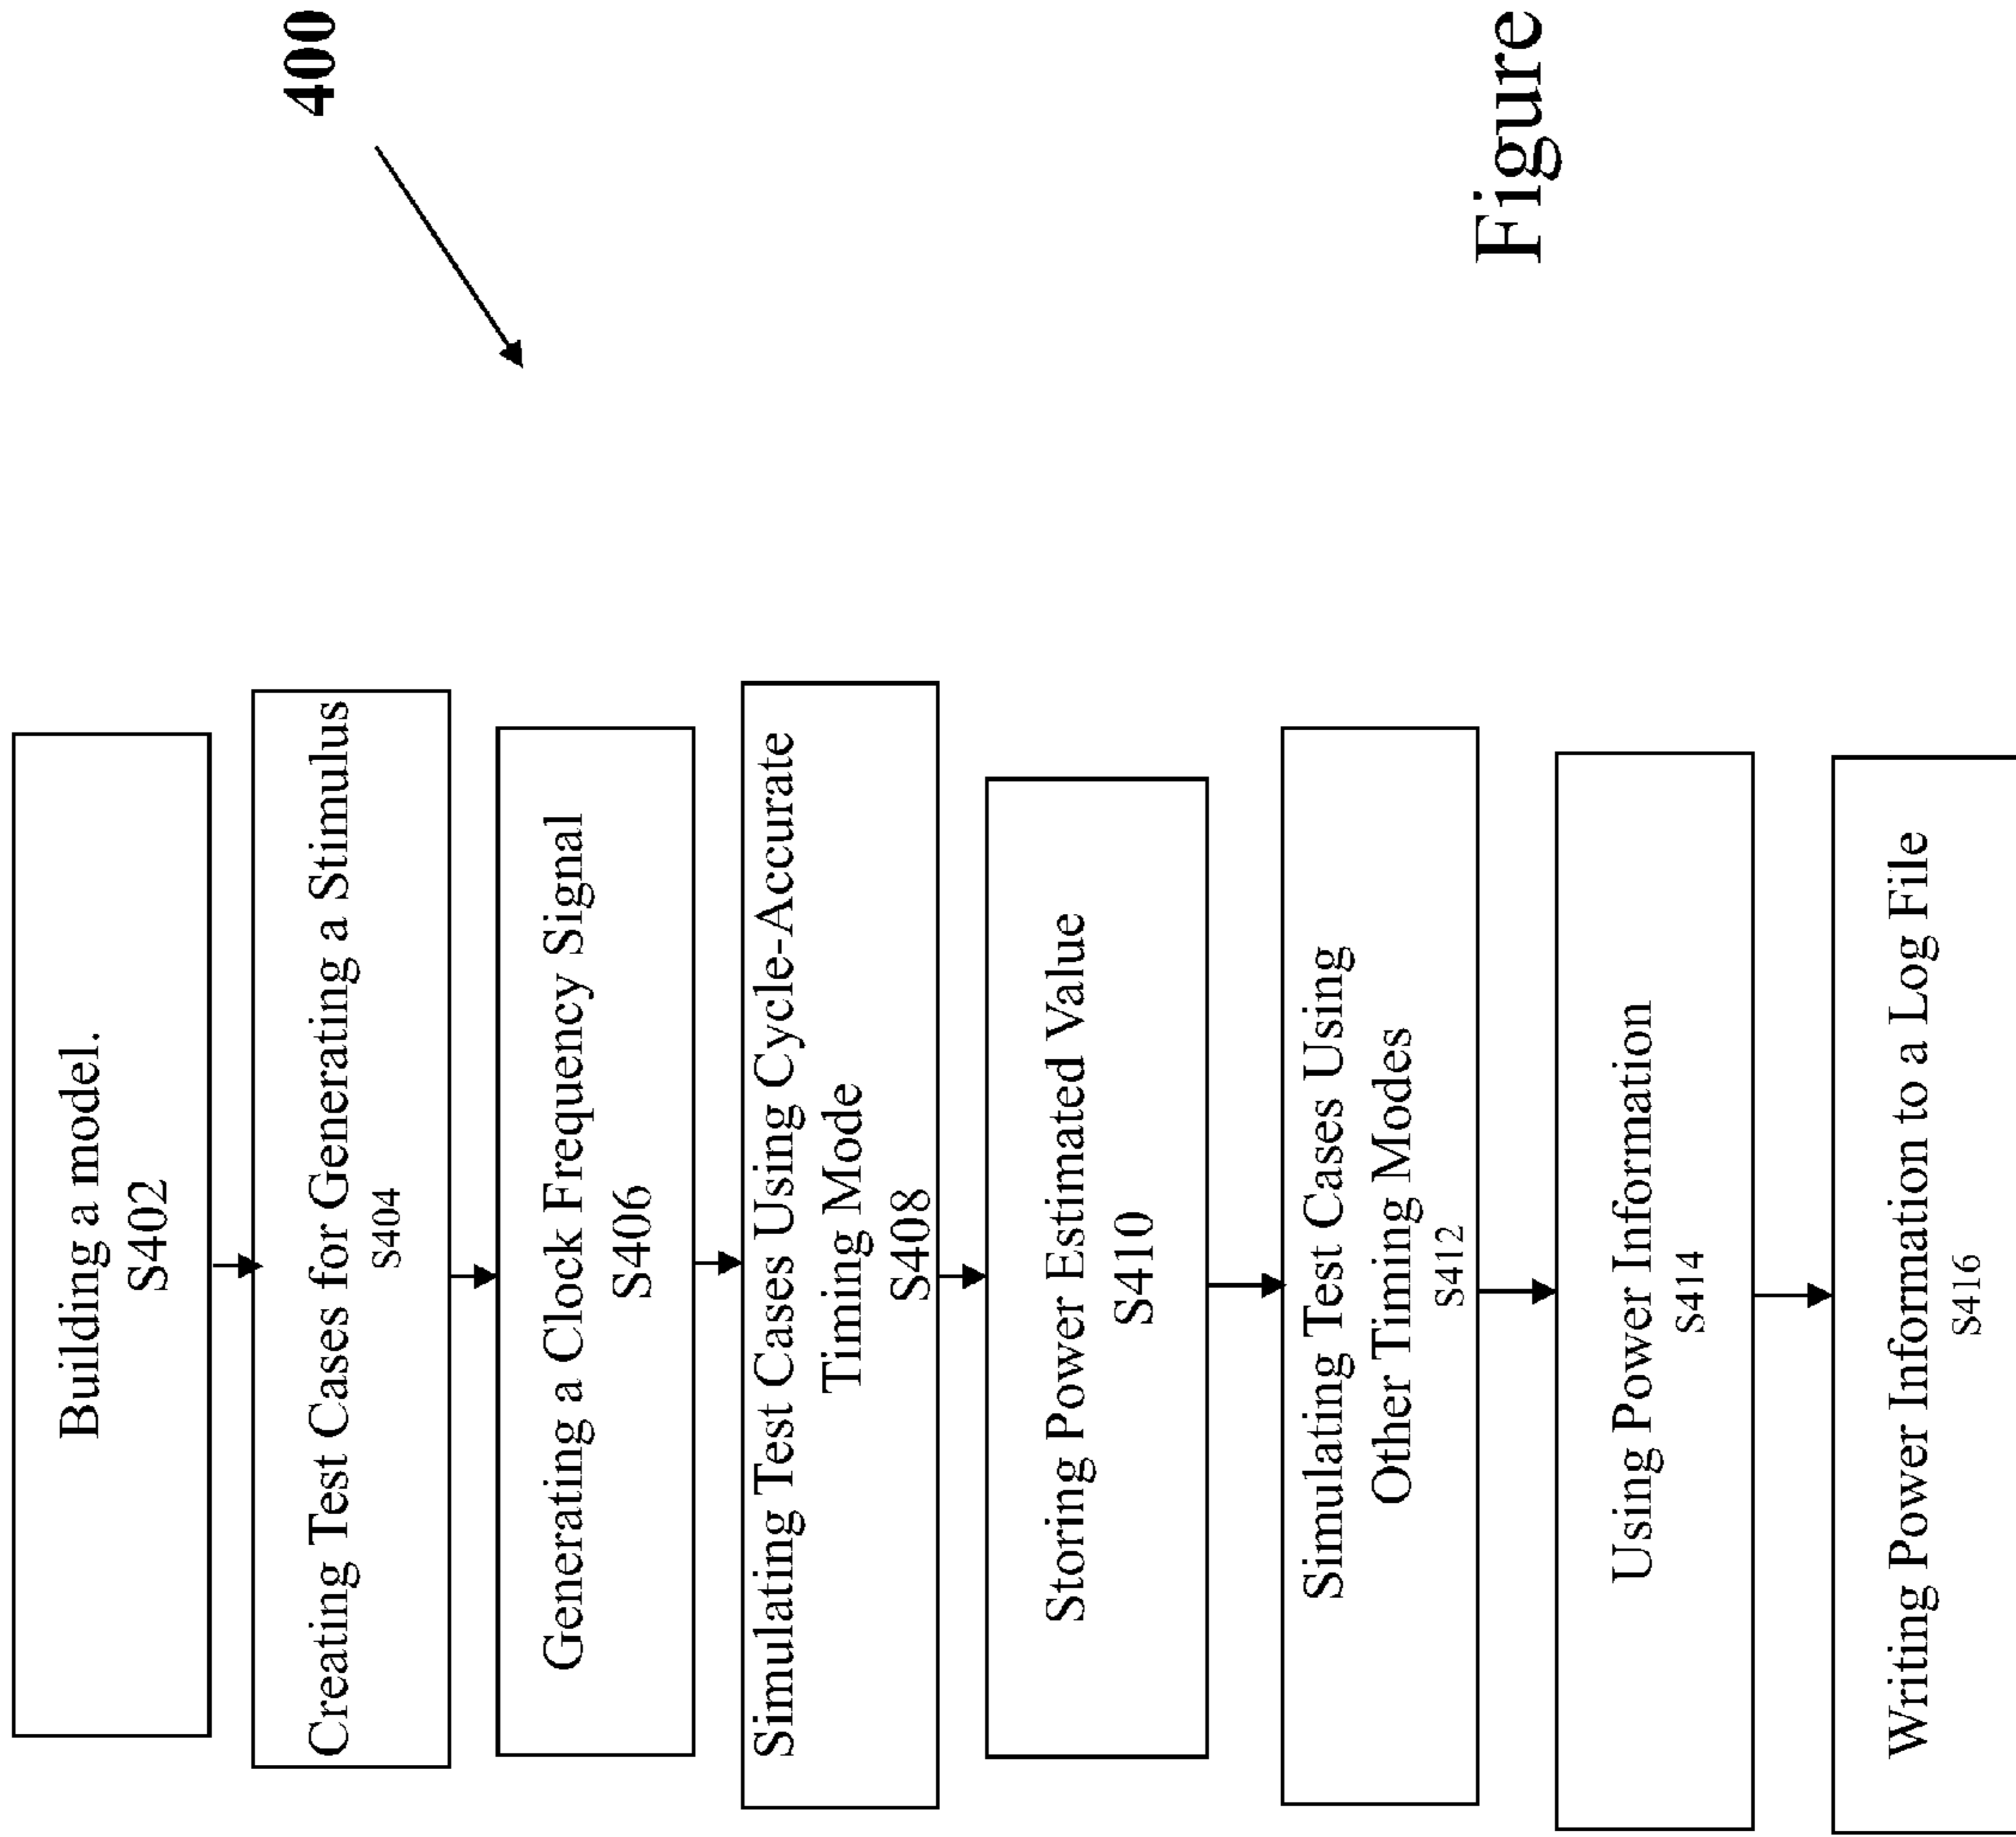 400
Building a model.
S402
Creating Test Cases for Generating a Stimulus
S404
Generating a Clock Frequency Signal
S406
Simulating Test Cases Using Cycle-Accurate
Timing Mode
S408
Storing Power Estimated Value
S410
Simulating Test Cases Using
Other Timing Modes
S412
Using Power Information
S414
Writing Power Information to a Log File
S416
Figure